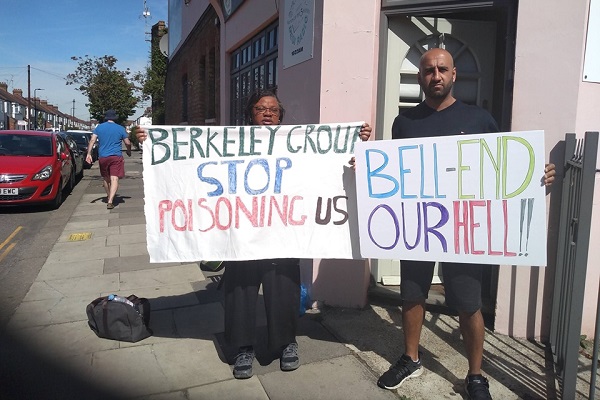 BERKELEY GROUP
STOP
POISONING US
BELL-END
OUR HELL!!